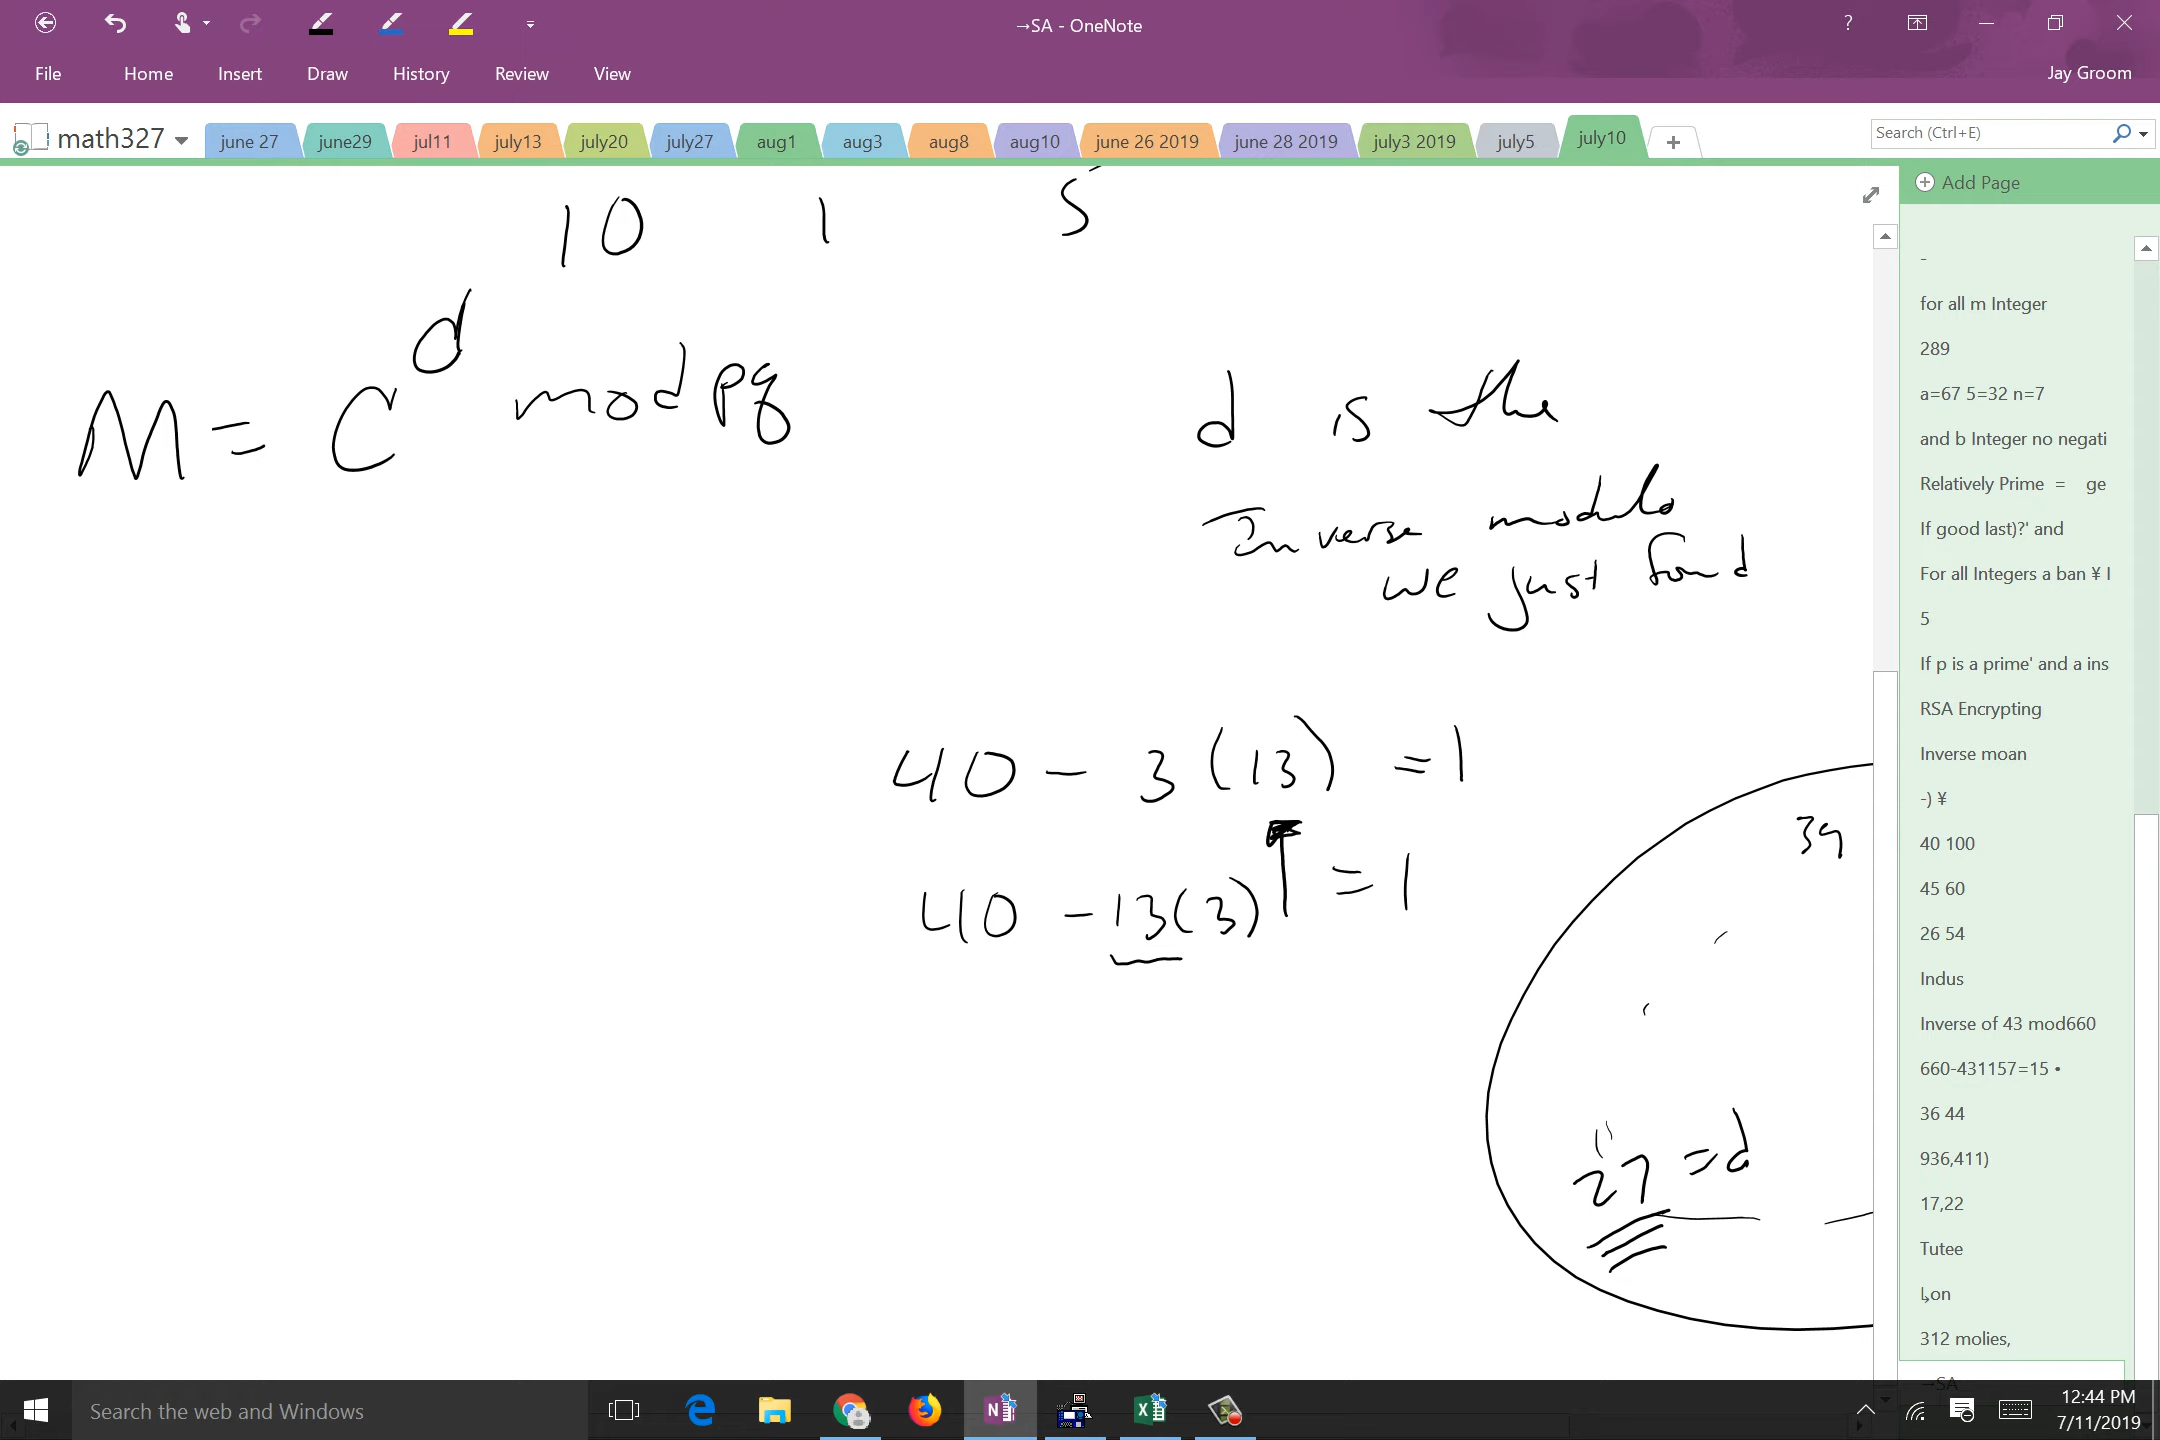 →SA - OneNote
?
File Home Insert Draw History Review View
Jay Groom
math327
june 27 june29 jul11 july13 july20 july27 aug1 aug3 aug8 aug10 june 26 2019 june 28 2019 july3 2019 july5 july10
Search (Ctrl+E)
Add Page
10 1 5
M = C^d mod pq
d is the
Inverse modulo
we just found
40 - 3(13) = 1
40 - 13(3) = 1
39
27 = d
-
for all m Integer
289
a=67 5=32 n=7
and b Integer no negati
Relatively Prime = ge
If good last)?' and
For all Integers a ban ¥ I
5
If p is a prime' and a ins
RSA Encrypting
Inverse moan
-) ¥
40 100
45 60
26 54
Indus
Inverse of 43 mod660
660-431157=15 •
36 44
936,411)
17,22
Tutee
312 molies,
→SA
Search the web and Windows
12:44 PM
7/11/2019